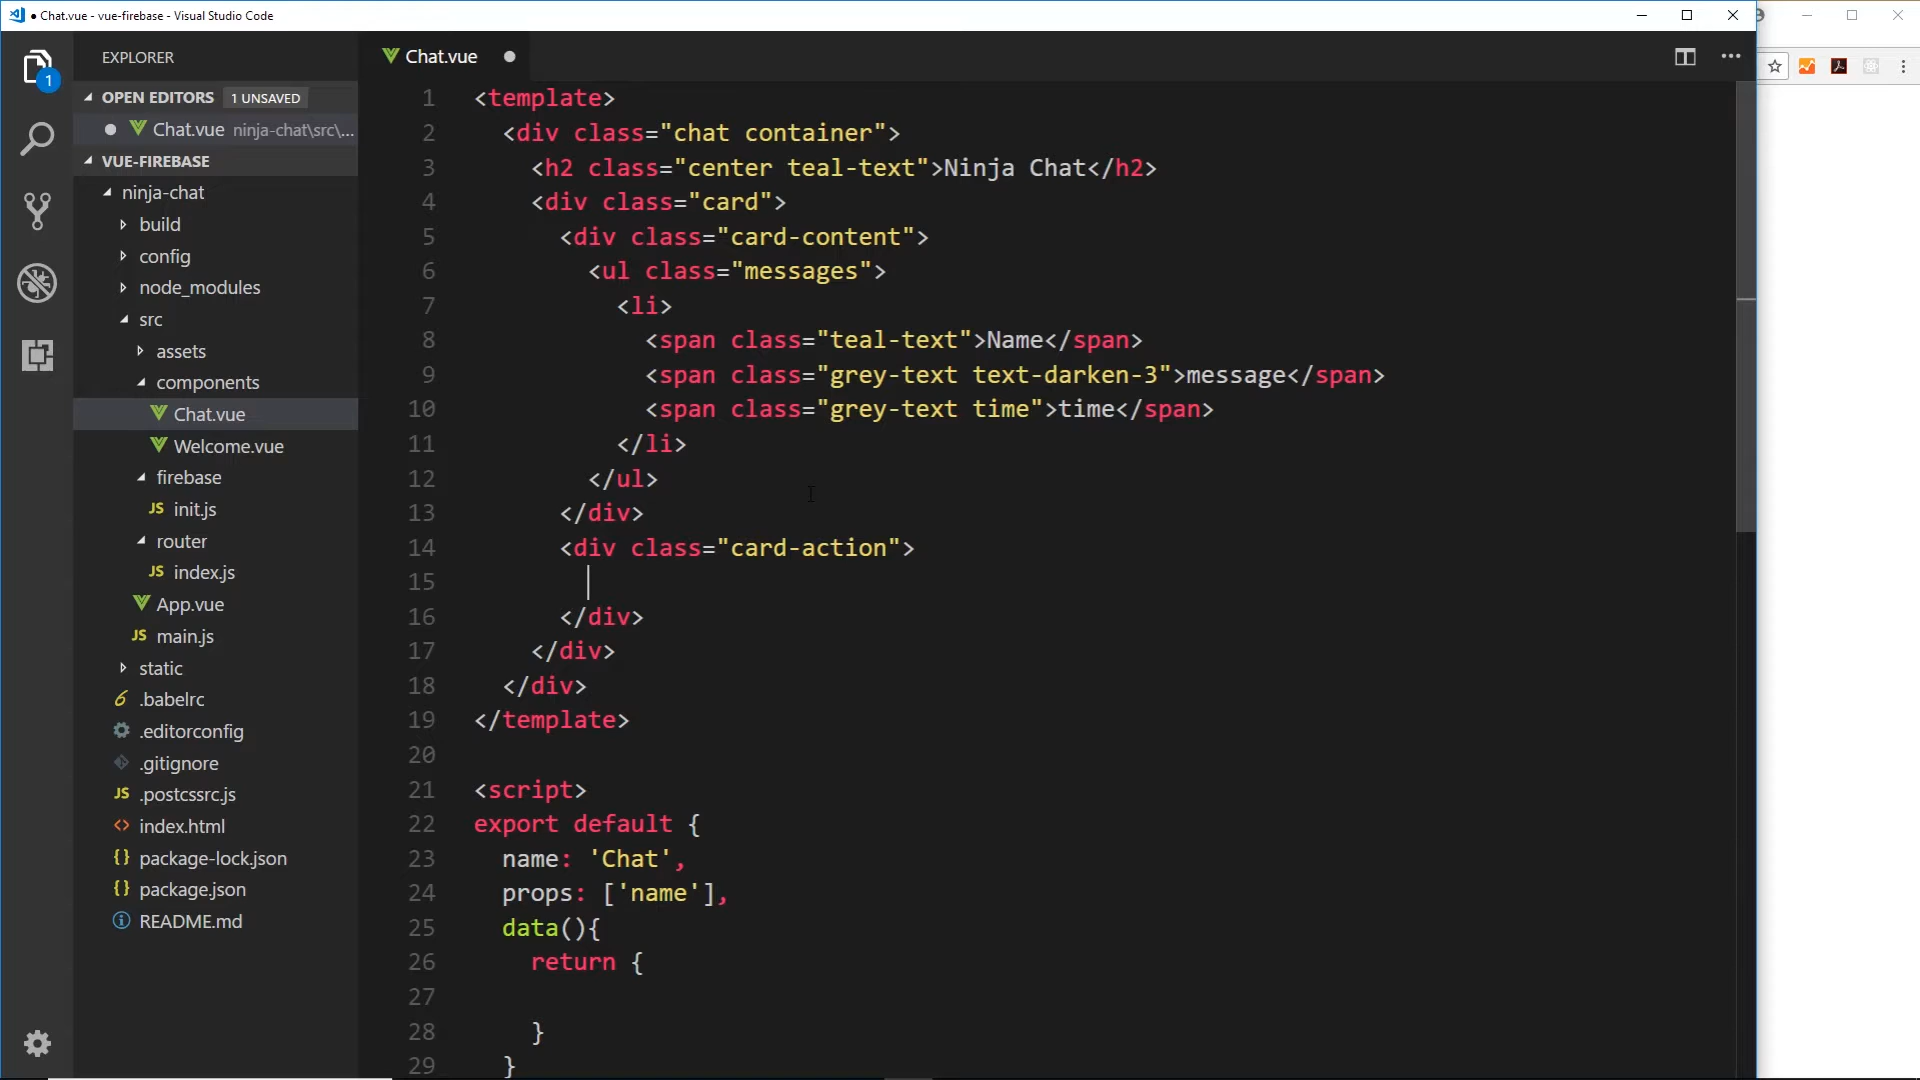 ● Chat.vue - vue-firebase - Visual Studio Code
EXPLORER
OPEN EDITORS 1 UNSAVED
● Chat.vue ninja-chat\src\...
VUE-FIREBASE
ninja-chat
build
config
node_modules
src
assets
components
Chat.vue
Welcome.vue
firebase
JS init.js
router
JS index.js
App.vue
JS main.js
static
.babelrc
.editorconfig
.gitignore
JS .postcssrc.js
<> index.html
{} package-lock.json
{} package.json
README.md
1
Chat.vue ●
1 <template>
2 <div class="chat container">
3 <h2 class="center teal-text">Ninja Chat</h2>
4 <div class="card">
5 <div class="card-content">
6 <ul class="messages">
7 <li>
8 <span class="teal-text">Name</span>
9 <span class="grey-text text-darken-3">message</span>
10 <span class="grey-text time">time</span>
11 </li>
12 </ul>
13 </div>
14 <div class="card-action">
15
16 </div>
17 </div>
18 </div>
19 </template>
20
21 <script>
22 export default {
23 name: 'Chat',
24 props: ['name'],
25 data(){
26 return {
27
28 }
29 }